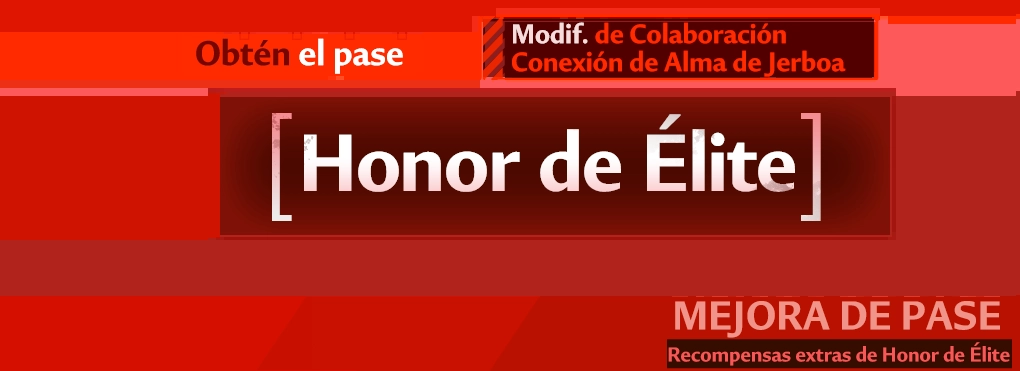 Obtén el pase
Modif. de Colaboración
Conexión de Alma de Jerboa
[Honor de Élite]
MEJORA DE PASE
Recompensas extras de Honor de Élite